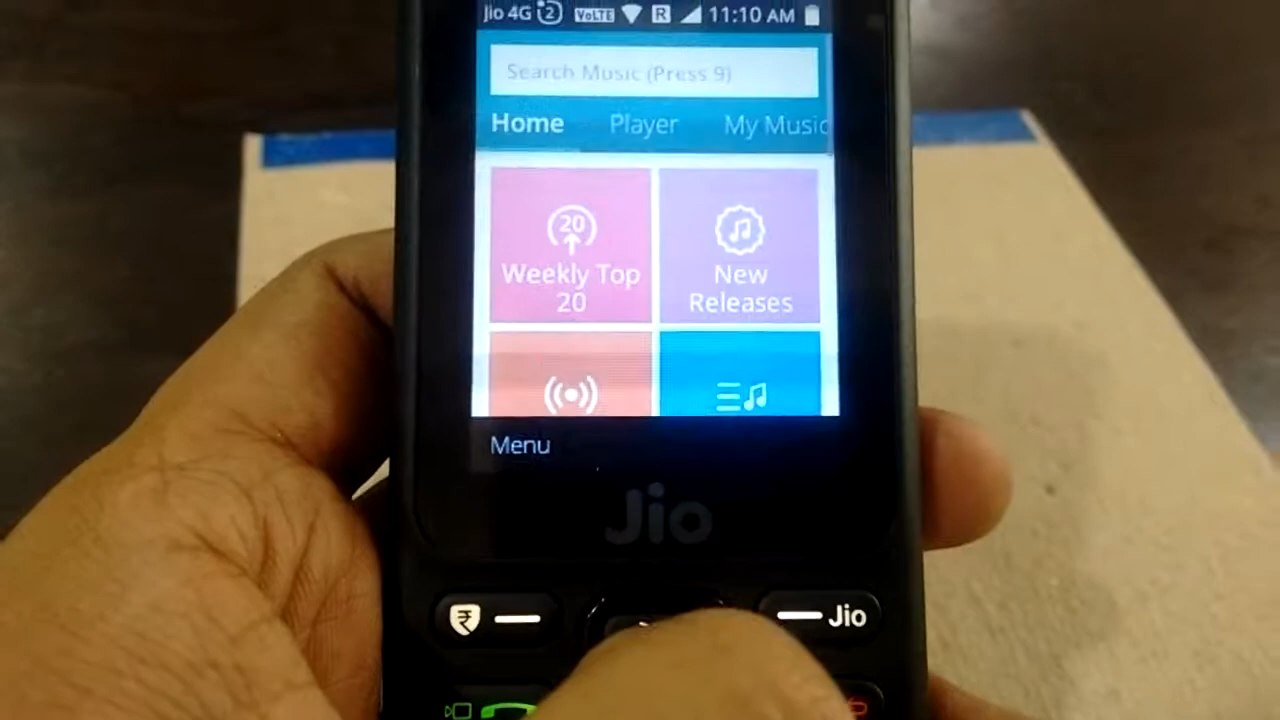 Jio 4G 2 VoLTE R 11:10 AM
Search Music (Press 9)
Home Player My Music
20
Weekly Top
20
New
Releases
Menu
Jio
₹ Jio